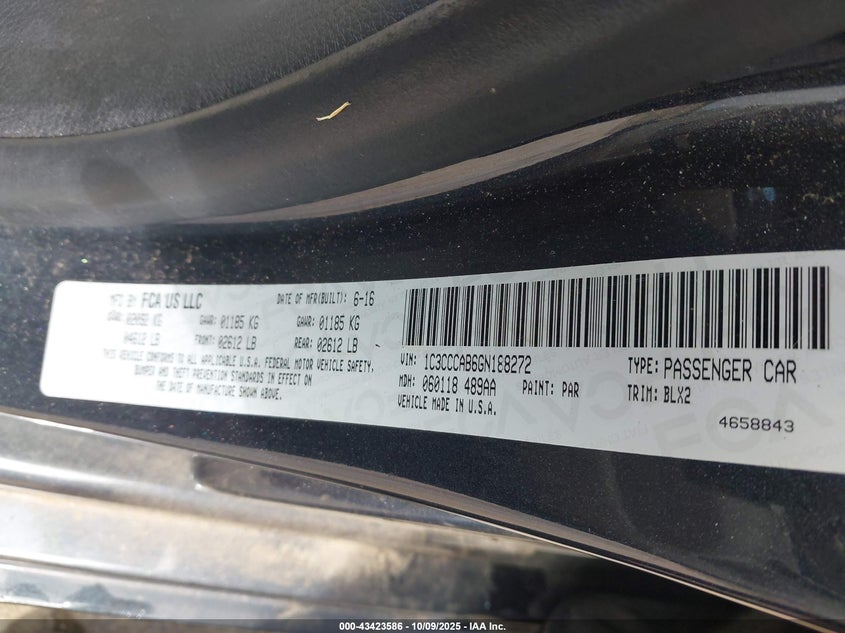 MFD BY FCA US LLC
DATE OF MFR(BUILT): 6-16
GVWR: 02092 KG
GAWR: 01185 KG
GAWR: 01185 KG
04612 LB
FRONT: 02612 LB
REAR: 02612 LB
THIS VEHICLE CONFORMS TO ALL APPLICABLE U.S.A. FEDERAL MOTOR VEHICLE SAFETY,
BUMPER AND THEFT PREVENTION STANDARDS IN EFFECT ON
THE DATE OF MANUFACTURE SHOWN ABOVE.
VIN: 1C3CCCAB6GN188272
TYPE: PASSENGER CAR
MDH: 060118 489AA
PAINT: PAR
TRIM: BLX2
VEHICLE MADE IN U.S.A.
4658843
000-43423586 - 10/09/2025 - IAA Inc.